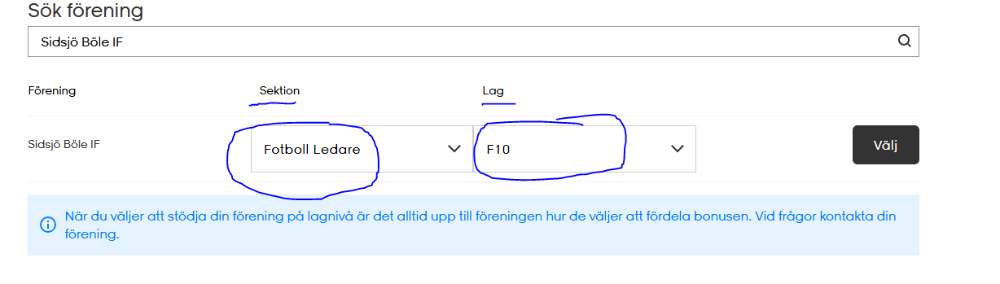 Sök förening
Sidsjö Böle IF
Förening Sektion Lag
Sidsjö Böle IF Fotboll Ledare F10 Välj
När du väljer att stödja din förening på lagnivå är det alltid upp till föreningen hur de väljer att fördela bonusen. Vid frågor kontakta din
förening.